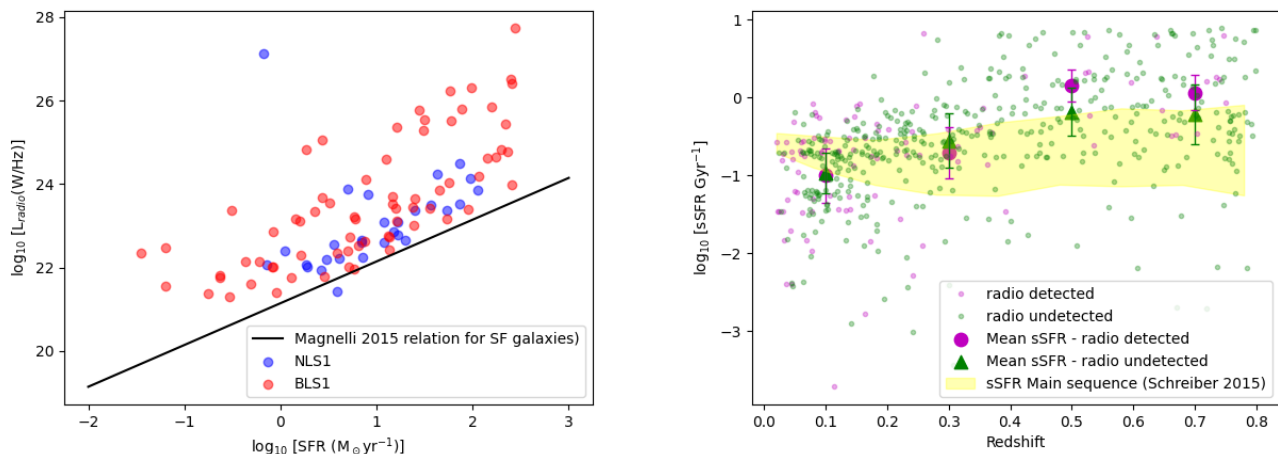 28
26
24
22
20
log₁₀ [L_radio(W/Hz)]
−2
−1
0
1
2
3
log₁₀ [SFR (M☉yr⁻¹)]
Magnelli 2015 relation for SF galaxies)
NLS1
BLS1
1
0
−1
−2
−3
log₁₀ [sSFR Gyr⁻¹]
0.0
0.1
0.2
0.3
0.4
0.5
0.6
0.7
0.8
Redshift
radio detected
radio undetected
Mean sSFR - radio detected
Mean sSFR - radio undetected
sSFR Main sequence (Schreiber 2015)